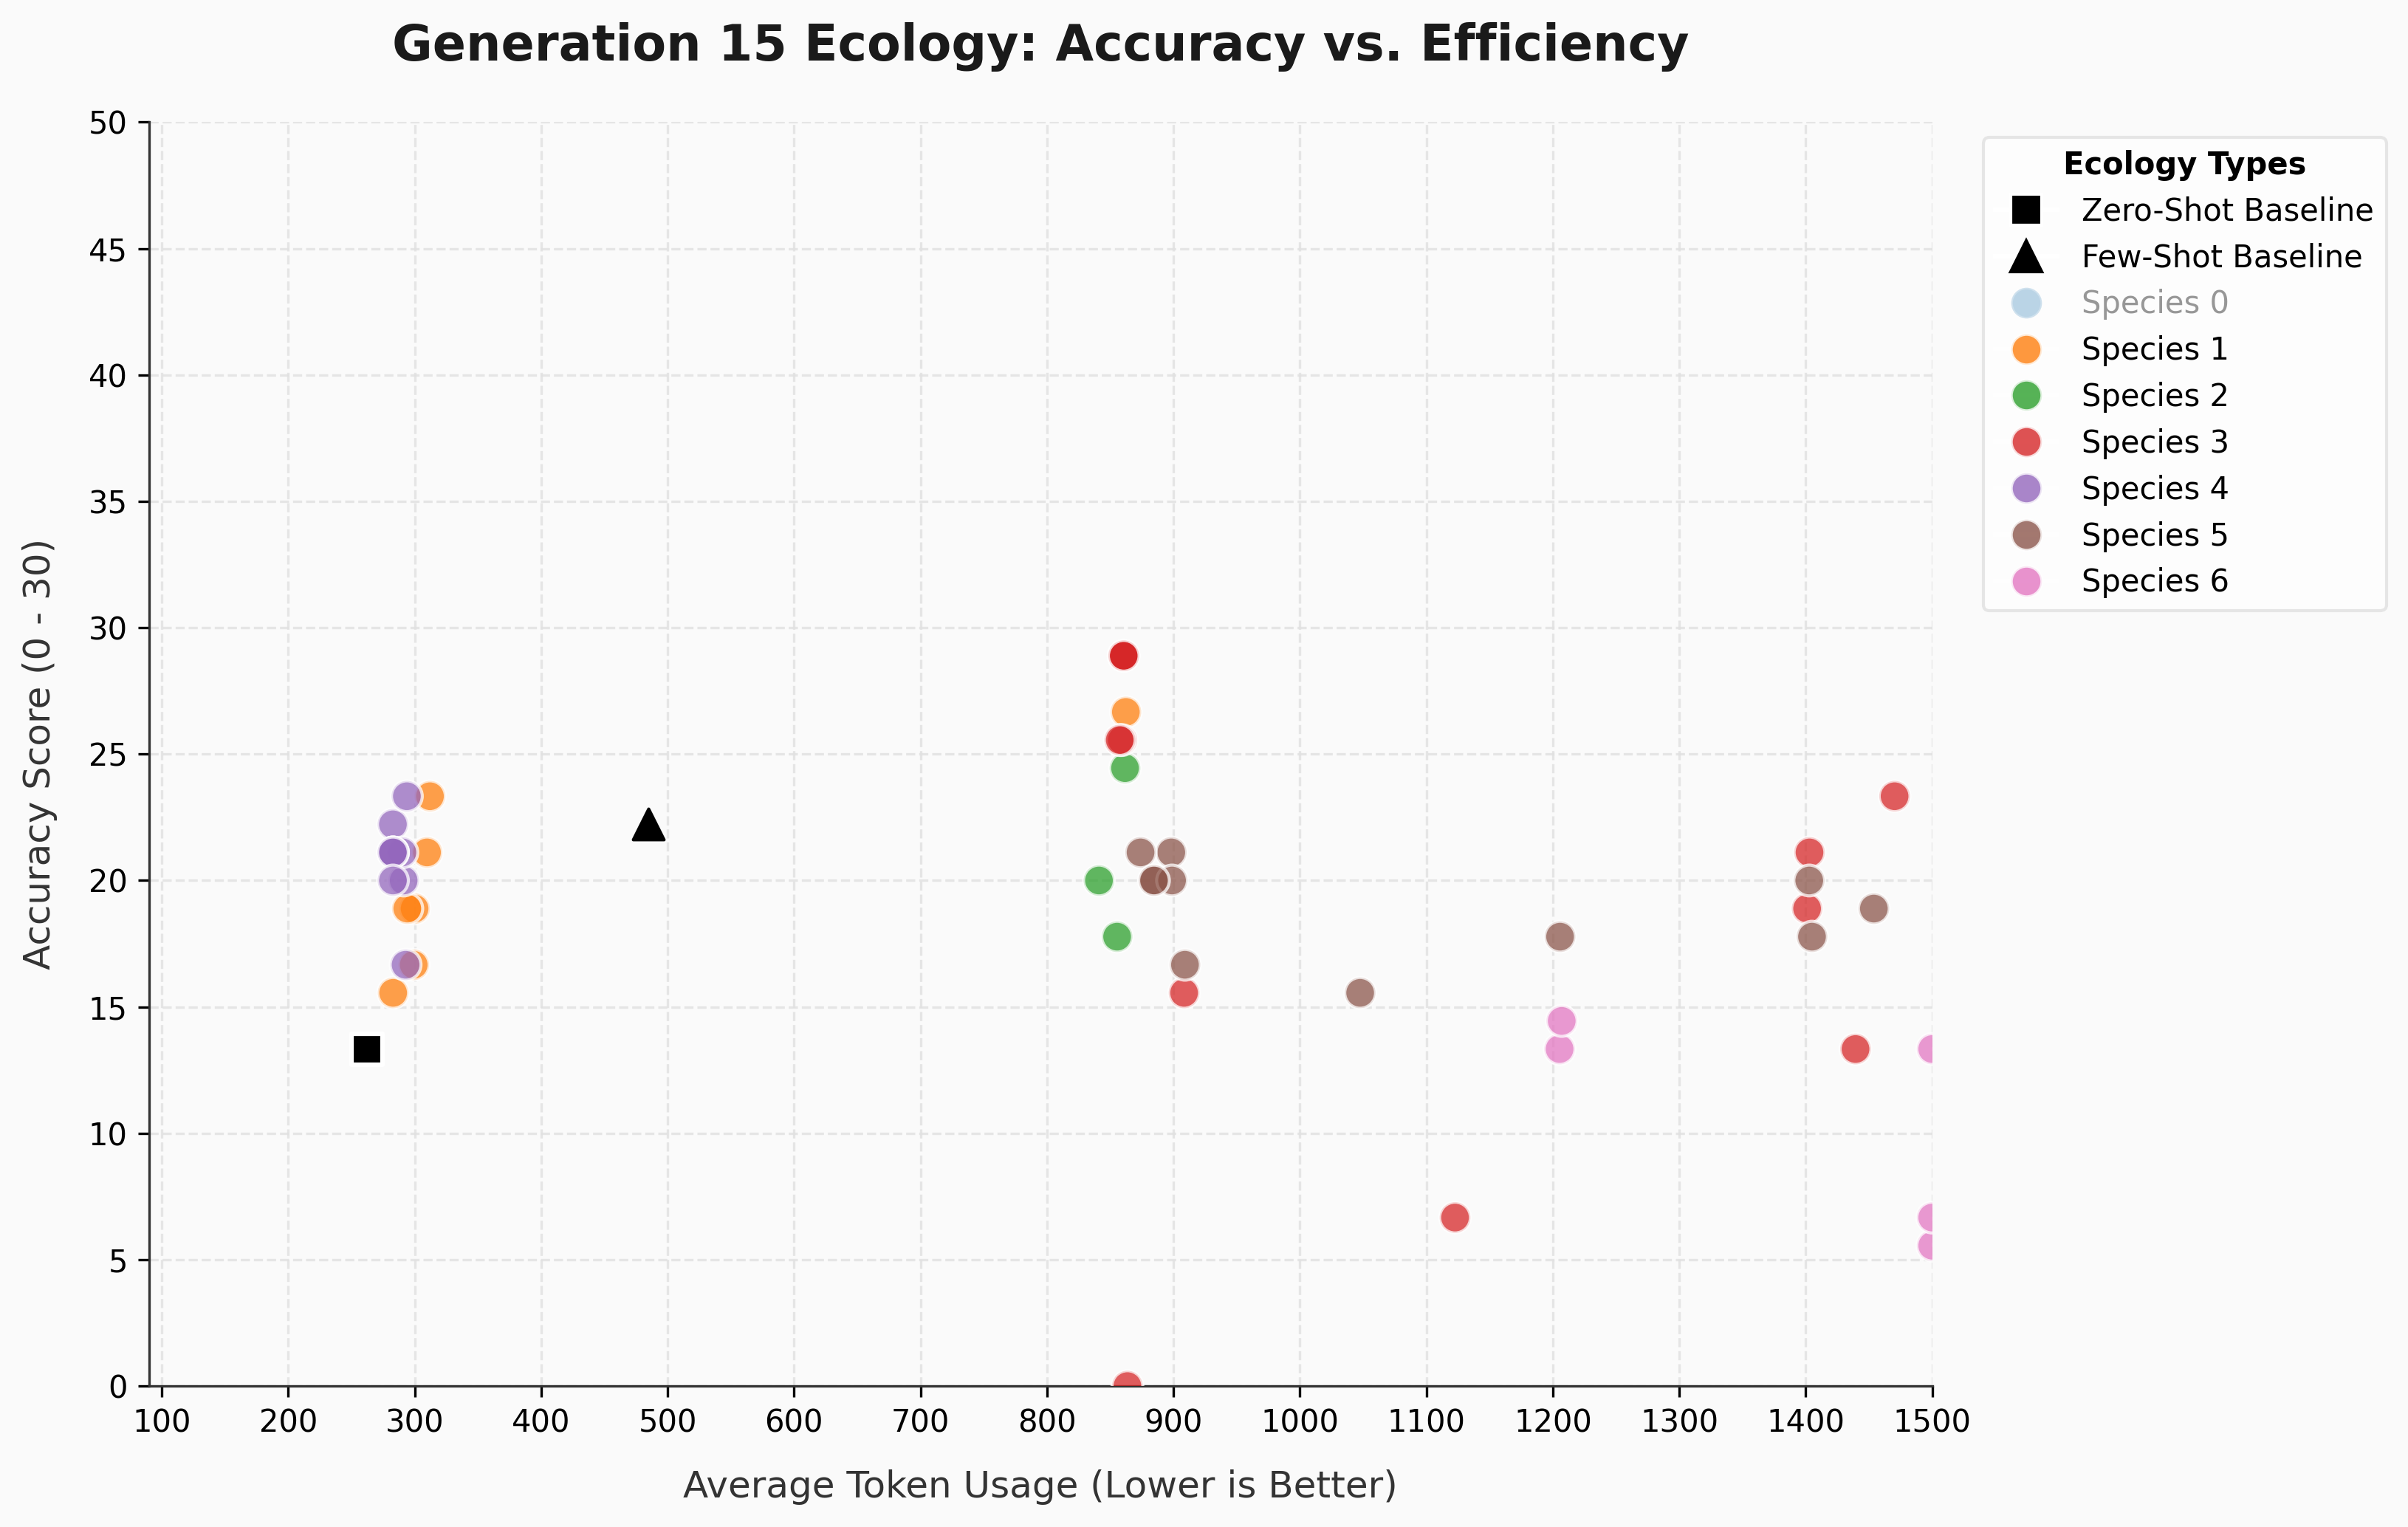 Generation 15 Ecology: Accuracy vs. Efficiency
50
45
40
35
30
25
20
15
10
5
0
Accuracy Score (0 - 30)
100 200 300 400 500 600 700 800 900 1000 1100 1200 1300 1400 1500
Average Token Usage (Lower is Better)
Ecology Types
Zero-Shot Baseline
Few-Shot Baseline
Species 0
Species 1
Species 2
Species 3
Species 4
Species 5
Species 6